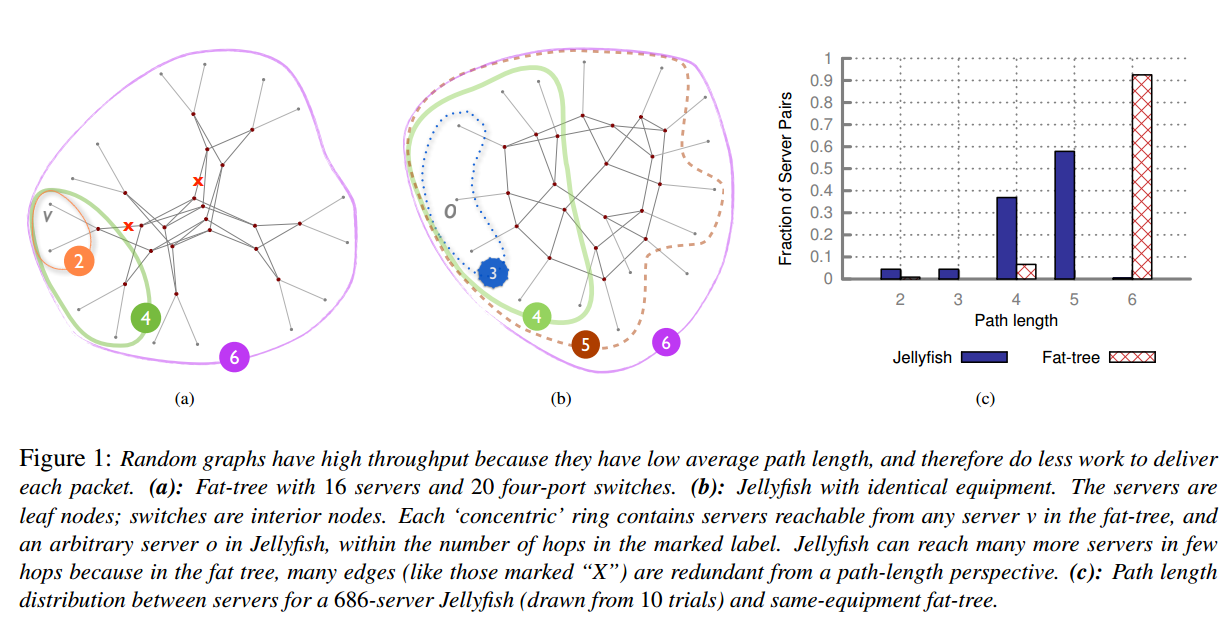 v
x
x
2
4
6
(a)
o
3
4
5
6
(b)
Fraction of Server Pairs
1
0.9
0.8
0.7
0.6
0.5
0.4
0.3
0.2
0.1
0
2 3 4 5 6
Path length
Jellyfish Fat-tree
(c)
Figure 1: Random graphs have high throughput because they have low average path length, and therefore do less work to deliver
each packet. (a): Fat-tree with 16 servers and 20 four-port switches. (b): Jellyfish with identical equipment. The servers are
leaf nodes; switches are interior nodes. Each ‘concentric’ ring contains servers reachable from any server v in the fat-tree, and
an arbitrary server o in Jellyfish, within the number of hops in the marked label. Jellyfish can reach many more servers in few
hops because in the fat tree, many edges (like those marked “X”) are redundant from a path-length perspective. (c): Path length
distribution between servers for a 686-server Jellyfish (drawn from 10 trials) and same-equipment fat-tree.